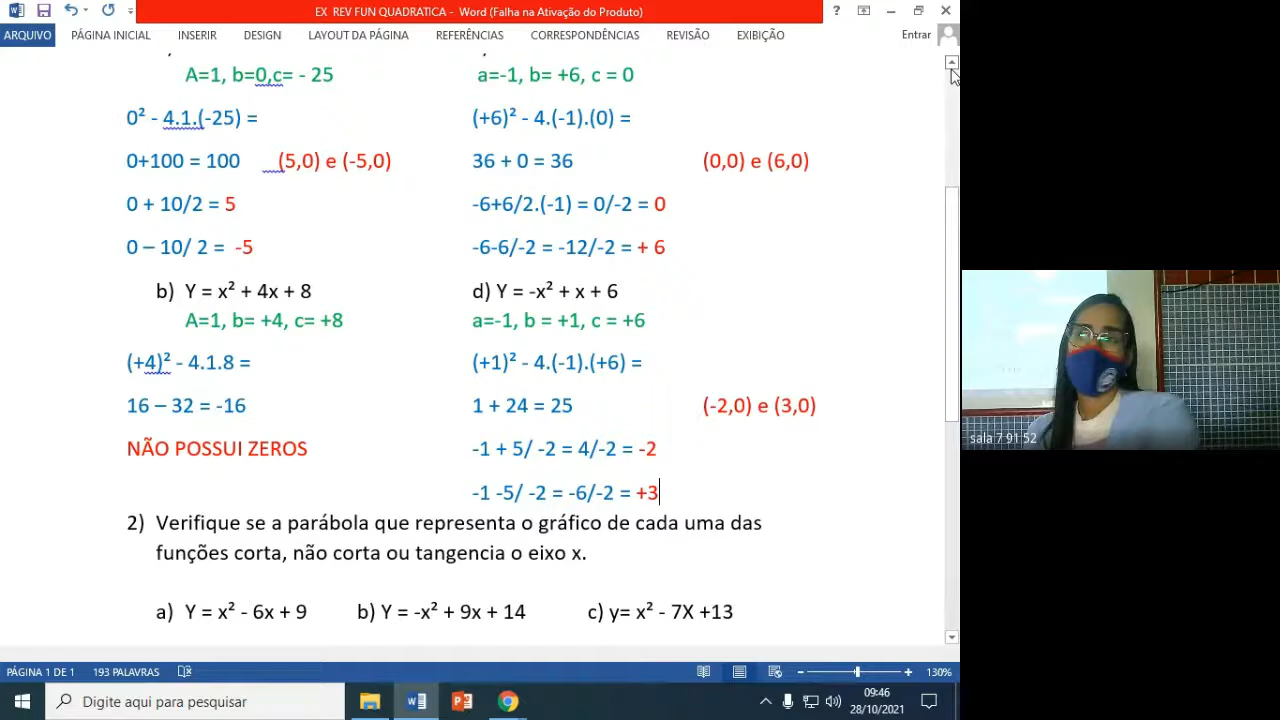 EX REV FUN QUADRATICA - Word (Falha na Ativação do Produto)
ARQUIVO PÁGINA INICIAL INSERIR DESIGN LAYOUT DA PÁGINA REFERÊNCIAS CORRESPONDÊNCIAS REVISÃO EXIBIÇÃO Entrar
A=1, b=0,c= - 25 a=-1, b= +6, c = 0
0² - 4.1.(-25) = (+6)² - 4.(-1).(0) =
0+100 = 100 (5,0) e (-5,0) 36 + 0 = 36 (0,0) e (6,0)
0 + 10/2 = 5 -6+6/2.(-1) = 0/-2 = 0
0 – 10/ 2 = -5 -6-6/-2 = -12/-2 = + 6
b) Y = x² + 4x + 8 d) Y = -x² + x + 6
A=1, b= +4, c= +8 a=-1, b = +1, c = +6
(+4)² - 4.1.8 = (+1)² - 4.(-1).(+6) =
16 – 32 = -16 1 + 24 = 25 (-2,0) e (3,0)
NÃO POSSUI ZEROS -1 + 5/ -2 = 4/-2 = -2
-1 -5/ -2 = -6/-2 = +3
2) Verifique se a parábola que representa o gráfico de cada uma das
funções corta, não corta ou tangencia o eixo x.
a) Y = x² - 6x + 9 b) Y = -x² + 9x + 14 c) y= x² - 7X +13
sala 7 91 52
PÁGINA 1 DE 1 193 PALAVRAS 130%
Digite aqui para pesquisar 09:46
28/10/2021